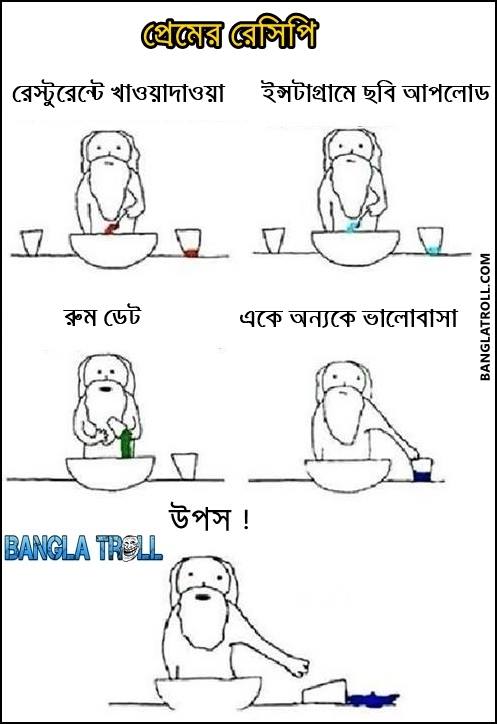 প্রেমের রেসিপি
রেস্টুরেন্টে খাওয়াদাওয়া
ইন্সটাগ্রামে ছবি আপলোড
রুম ডেট
একে অন্যকে ভালোবাসা
উপস !
BANGLA TROLL
BANGLATROLL.COM